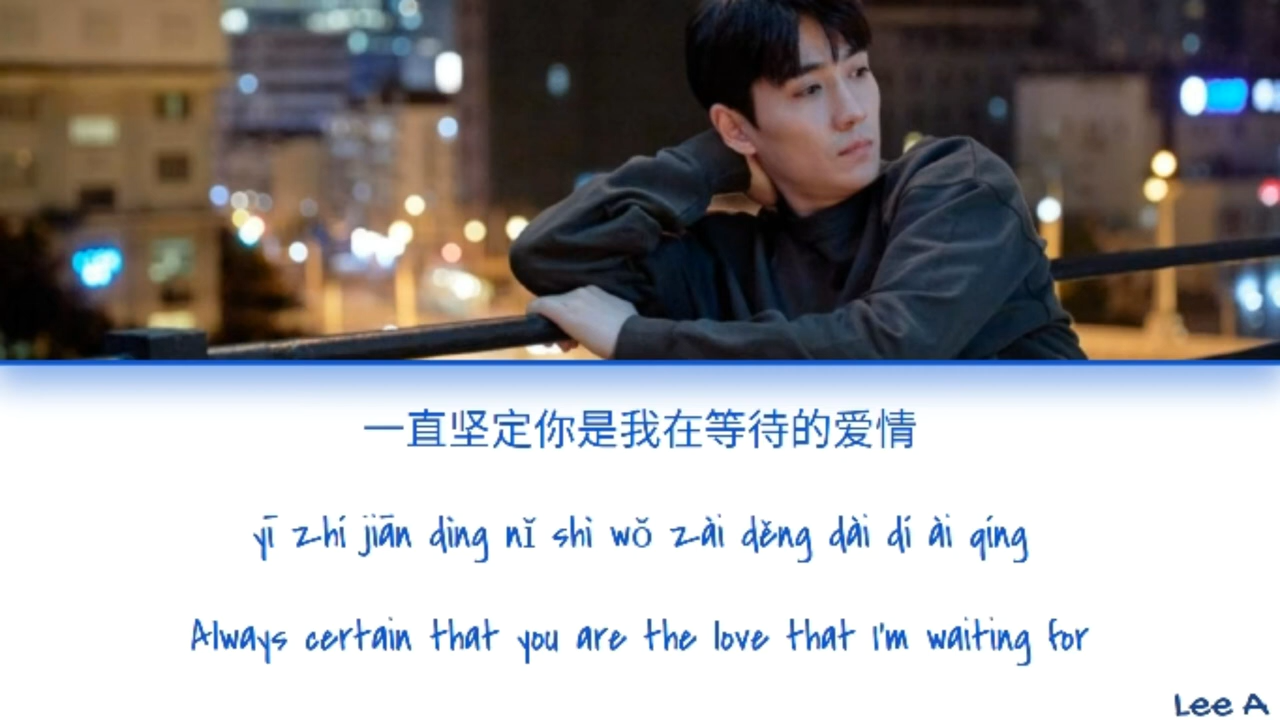 一直坚定你是我在等待的爱情
yī zhí jiān dìng nǐ shì wǒ zài děng dài dí ài qíng
Always certain that you are the love that I'm waiting for
Lee A